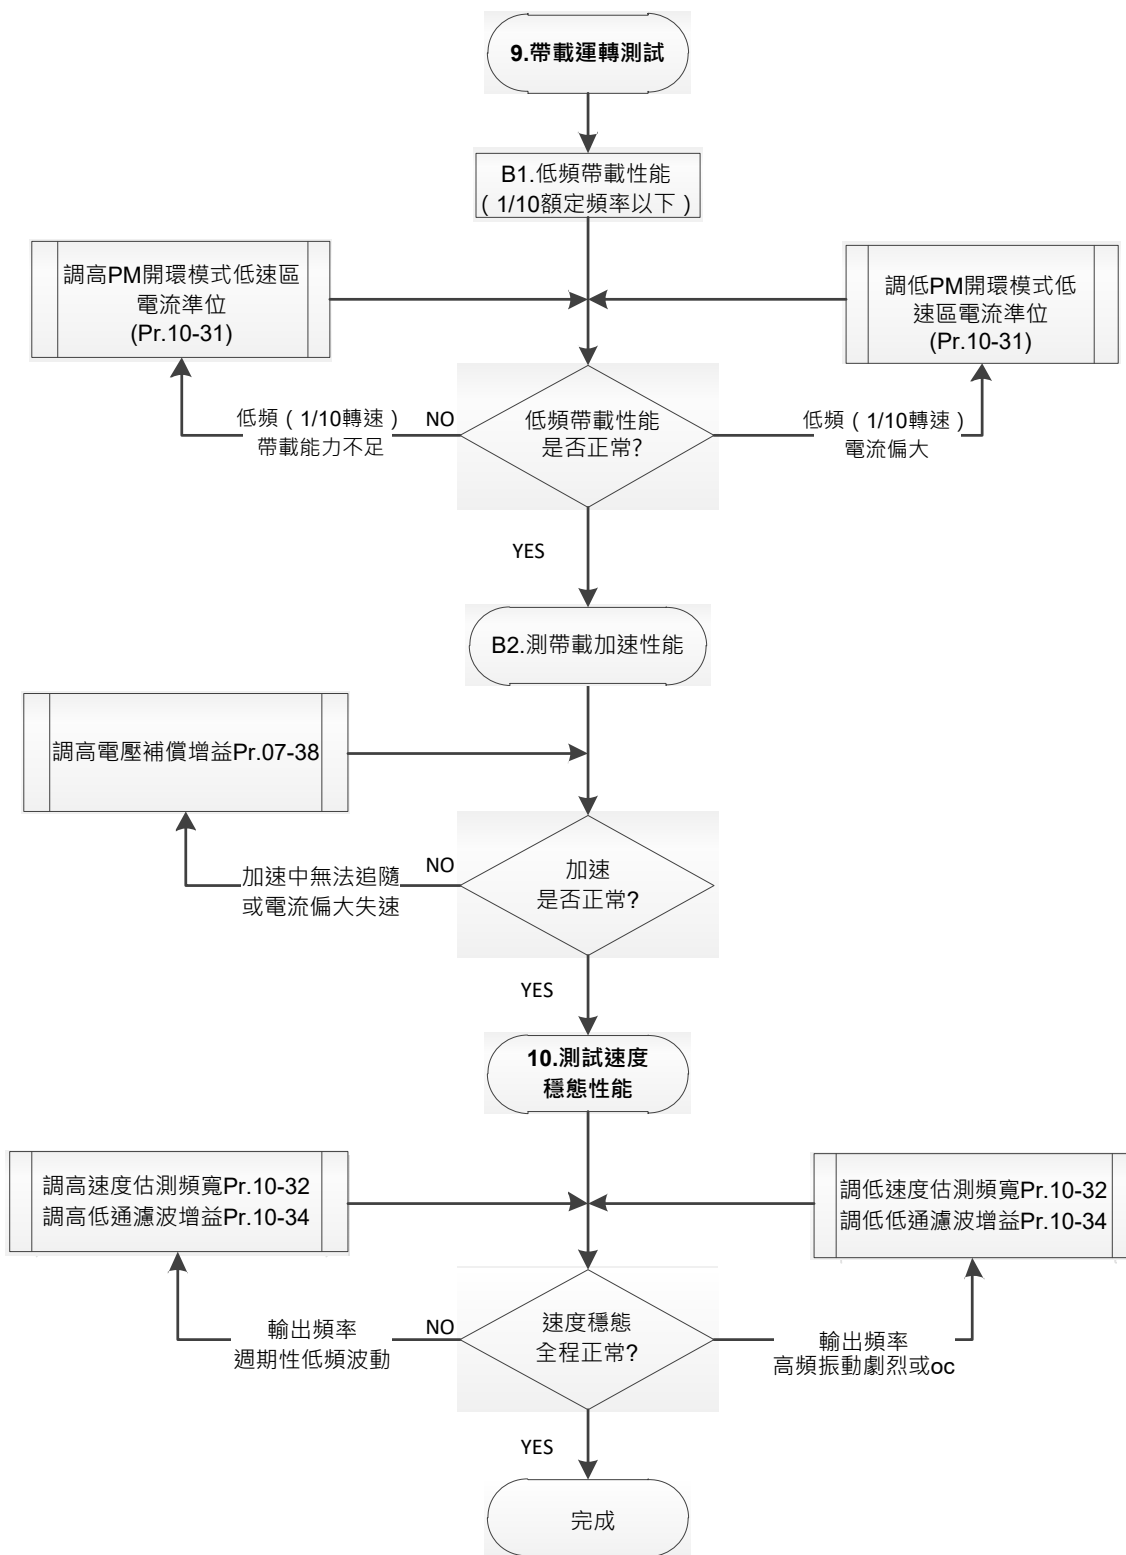 9.帶載運轉測試
B1.低頻帶載性能
（1/10額定頻率以下）
調高PM開環模式低速區
電流準位
(Pr.10-31)
調低PM開環模式低
速區電流準位
(Pr.10-31)
低頻（1/10轉速）
帶載能力不足
NO
低頻帶載性能
是否正常?
低頻（1/10轉速）
電流偏大
YES
B2.測帶載加速性能
調高電壓補償增益Pr.07-38
加速中無法追隨
或電流偏大失速
NO
加速
是否正常?
YES
10.測試速度
穩態性能
調高速度估測頻寬Pr.10-32
調高低通濾波增益Pr.10-34
調低速度估測頻寬Pr.10-32
調低低通濾波增益Pr.10-34
輸出頻率
週期性低頻波動
NO
速度穩態
全程正常?
輸出頻率
高頻振動劇烈或oc
YES
完成